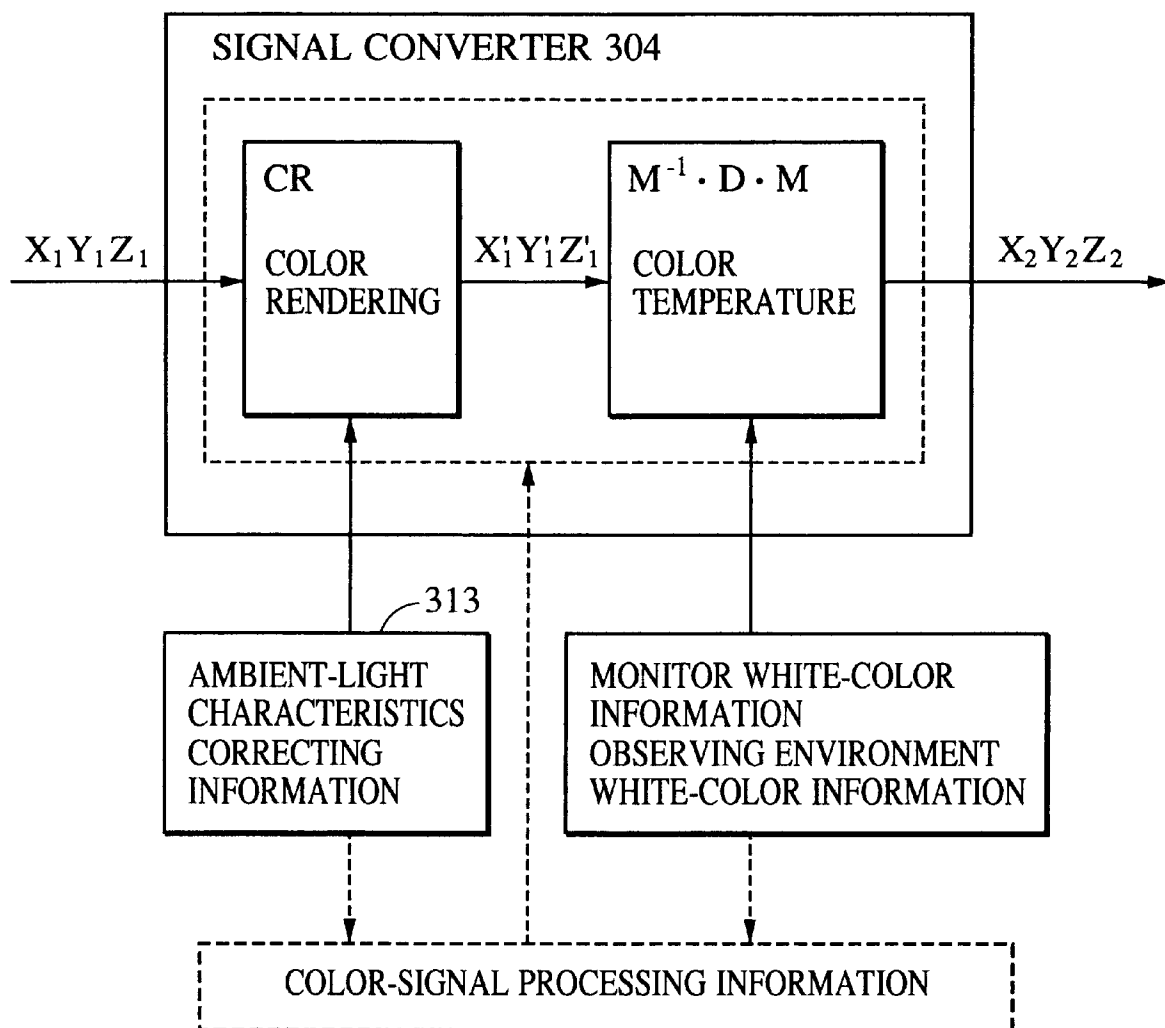 SIGNAL CONVERTER 304
CR
COLOR
RENDERING
M⁻¹ · D · M
COLOR
TEMPERATURE
X₁Y₁Z₁
X'₁Y'₁Z'₁
X₂Y₂Z₂
313
AMBIENT-LIGHT
CHARACTERISTICS
CORRECTING
INFORMATION
MONITOR WHITE-COLOR
INFORMATION
OBSERVING ENVIRONMENT
WHITE-COLOR INFORMATION
COLOR-SIGNAL PROCESSING INFORMATION